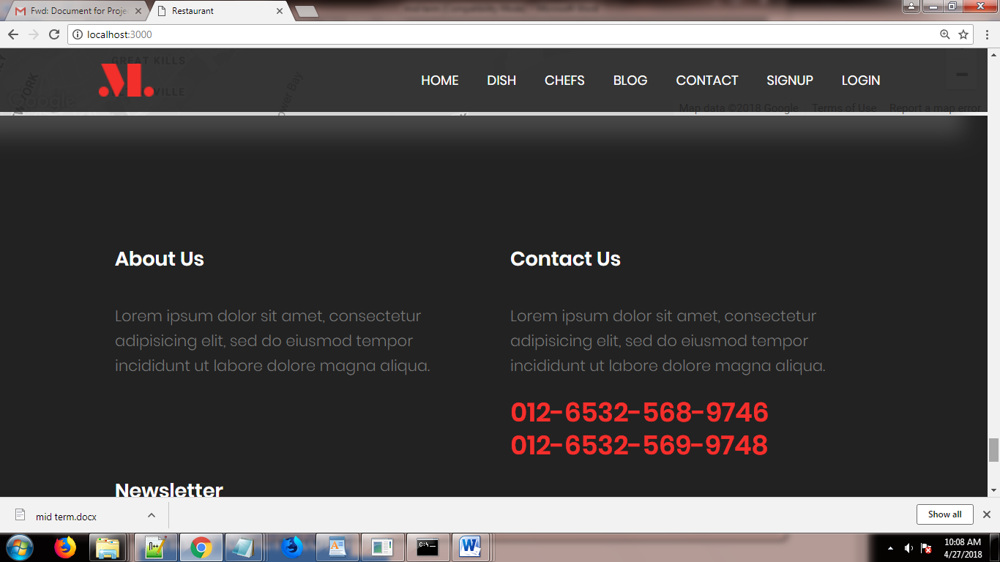 Fwd: Document for Proje
Restaurant
localhost:3000
GREAT KILLS
HOME DISH CHEFS BLOG CONTACT SIGNUP LOGIN
VILLE
YORK
ower Bay
Google
Map data ©2018 Google Terms of Use Report a map error
About Us
Lorem ipsum dolor sit amet, consectetur
adipisicing elit, sed do eiusmod tempor
incididunt ut labore dolore magna aliqua.
Contact Us
Lorem ipsum dolor sit amet, consectetur
adipisicing elit, sed do eiusmod tempor
incididunt ut labore dolore magna aliqua.
012-6532-568-9746
012-6532-569-9748
Newsletter
mid term.docx
Show all
10:08 AM
4/27/2018